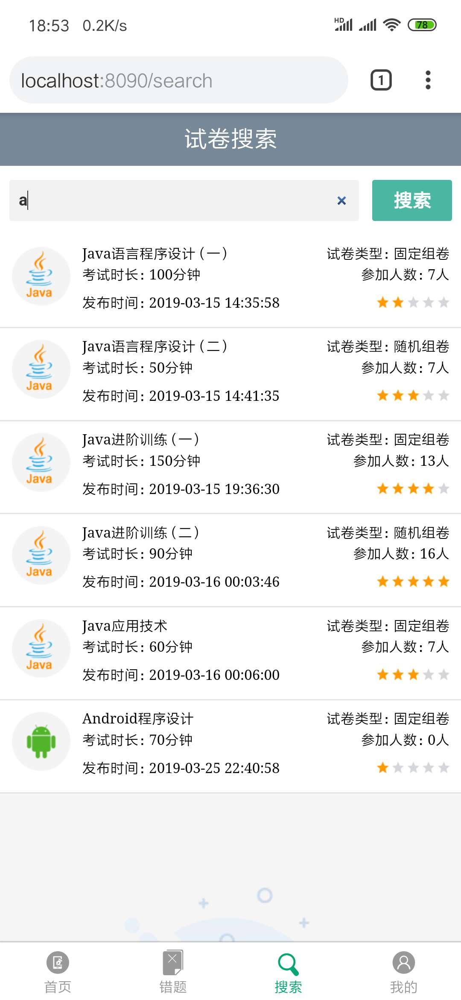 18:53 0.2K/s HD 78
localhost:8090/search 1
试卷搜索
a × 搜索
Java语言程序设计（一） 试卷类型: 固定组卷
考试时长: 100分钟 参加人数: 7人
Java
发布时间: 2019-03-15 14:35:58
Java语言程序设计（二） 试卷类型: 随机组卷
考试时长: 50分钟 参加人数: 7人
Java
发布时间: 2019-03-15 14:41:35
Java进阶训练（一） 试卷类型: 固定组卷
考试时长: 150分钟 参加人数: 13人
Java
发布时间: 2019-03-15 19:36:30
Java进阶训练（二） 试卷类型: 随机组卷
考试时长: 90分钟 参加人数: 16人
Java
发布时间: 2019-03-16 00:03:46
Java应用技术 试卷类型: 固定组卷
考试时长: 60分钟 参加人数: 7人
Java
发布时间: 2019-03-16 00:06:00
Android程序设计 试卷类型: 固定组卷
考试时长: 70分钟 参加人数: 0人
发布时间: 2019-03-25 22:40:58
首页 错题 搜索 我的